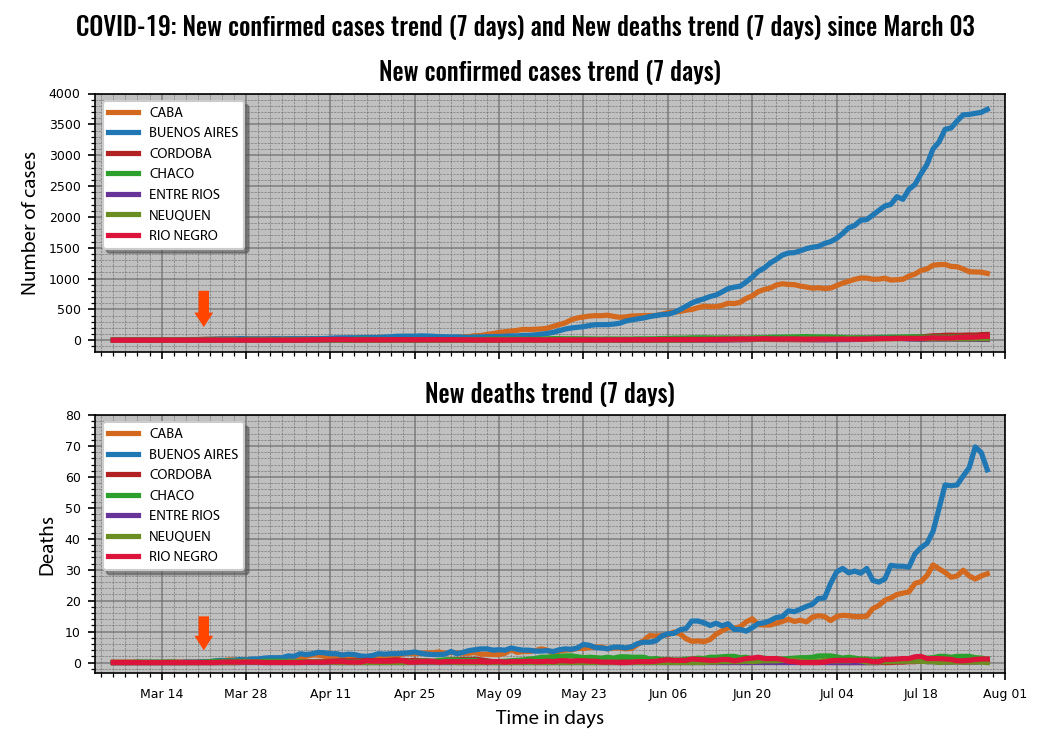 COVID-19: New confirmed cases trend (7 days) and New deaths trend (7 days) since March 03
New confirmed cases trend (7 days)
4000
3500
3000
2500
2000
1500
1000
500
0
Number of cases
CABA
BUENOS AIRES
CORDOBA
CHACO
ENTRE RIOS
NEUQUEN
RIO NEGRO
New deaths trend (7 days)
80
70
60
50
40
30
20
10
0
Deaths
CABA
BUENOS AIRES
CORDOBA
CHACO
ENTRE RIOS
NEUQUEN
RIO NEGRO
Mar 14 Mar 28 Apr 11 Apr 25 May 09 May 23 Jun 06 Jun 20 Jul 04 Jul 18 Aug 01
Time in days